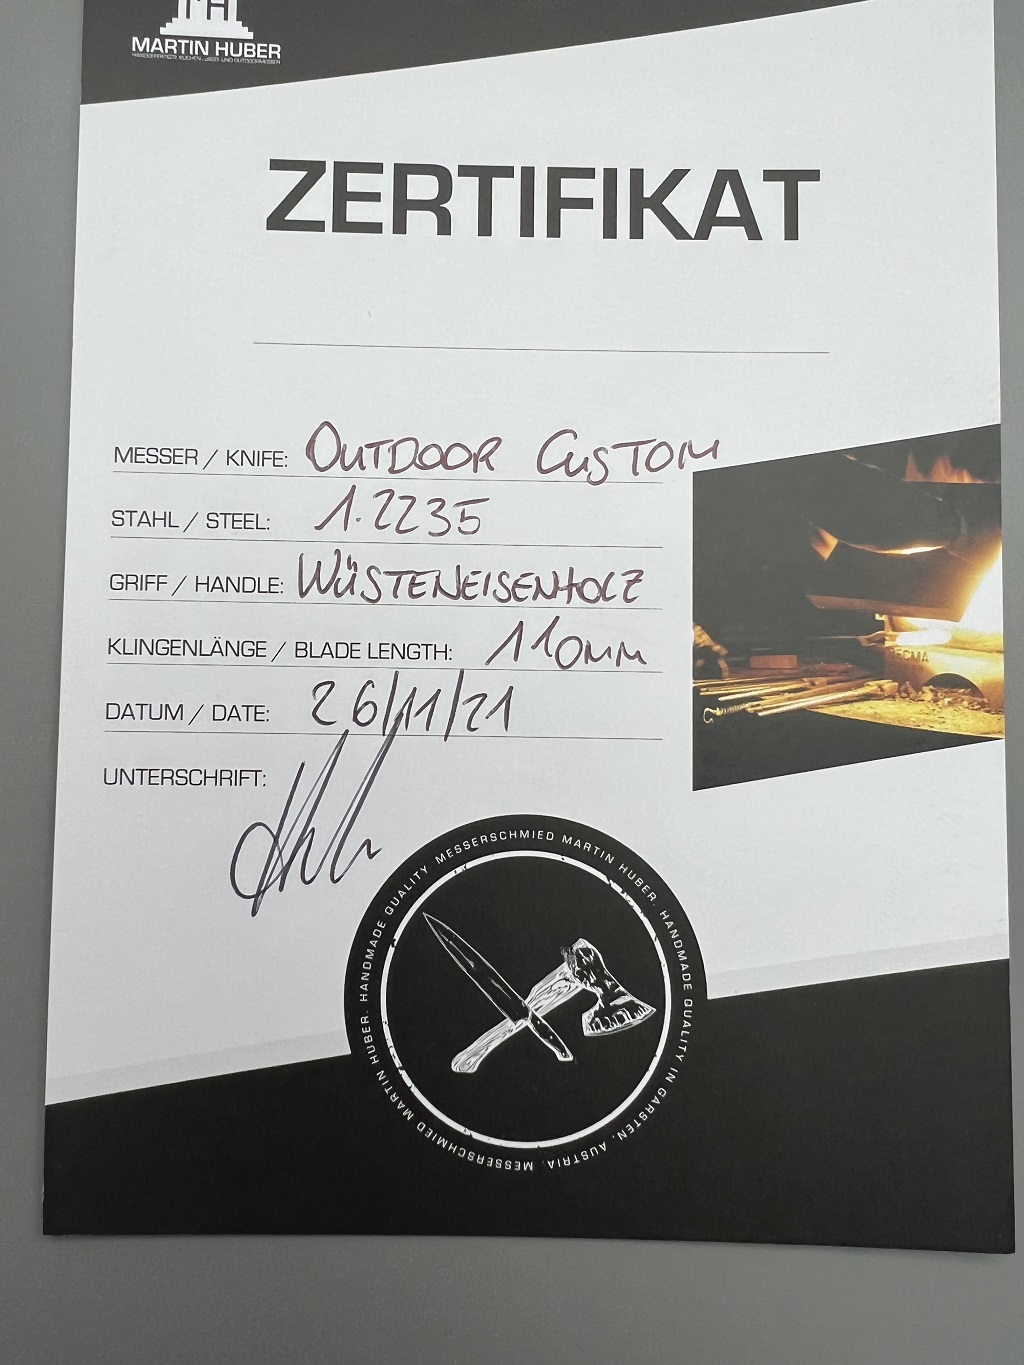 MARTIN HUBER
ZERTIFIKAT
MESSER / KNIFE: OUTDOOR CUSTOM
STAHL / STEEL: 1.2235
GRIFF / HANDLE: WÜSTENEISENHOLZ
KLINGENLÄNGE / BLADE LENGTH: 110MM
DATUM / DATE: 26/11/21
UNTERSCHRIFT:
MESSERSCHMIED MARTIN HUBER. HANDMADE QUALITY IN GARSTEN, AUSTRIA. MESSERSCHMIED MARTIN HUBER. HANDMADE QUALITY